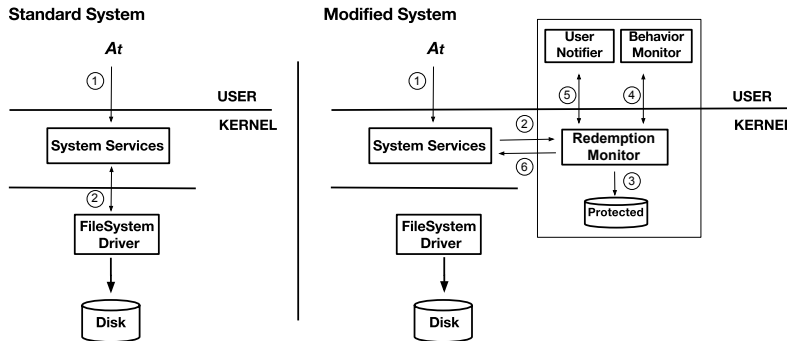 Standard System
At
1
USER
KERNEL
System Services
2
FileSystem
Driver
Disk
Modified System
At
1
User
Notifier
Behavior
Monitor
5
4
USER
KERNEL
System Services
2
6
Redemption
Monitor
3
Protected
FileSystem
Driver
Disk